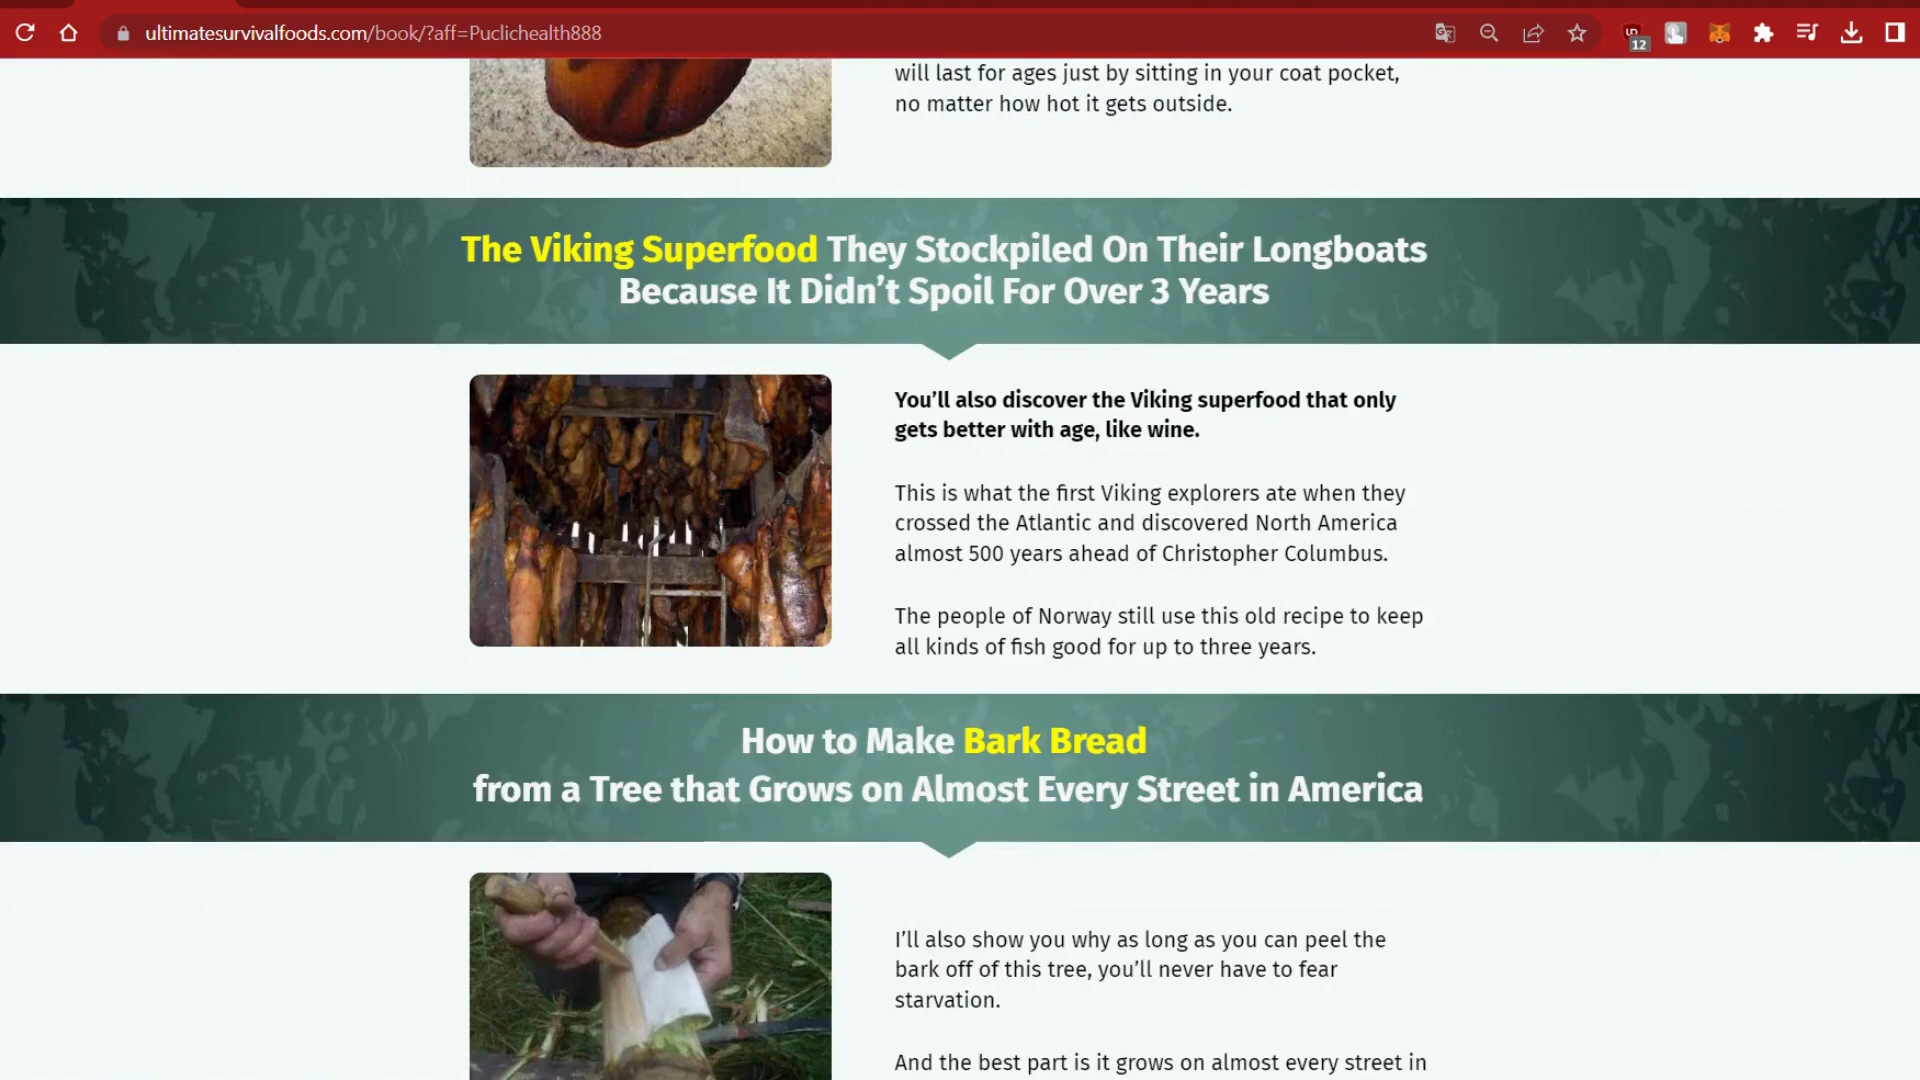 ultimatesurvivalfoods.com/book/?aff=Puclichealth888
12
will last for ages just by sitting in your coat pocket,
no matter how hot it gets outside.
The Viking Superfood They Stockpiled On Their Longboats
Because It Didn’t Spoil For Over 3 Years
You’ll also discover the Viking superfood that only
gets better with age, like wine.
This is what the first Viking explorers ate when they
crossed the Atlantic and discovered North America
almost 500 years ahead of Christopher Columbus.
The people of Norway still use this old recipe to keep
all kinds of fish good for up to three years.
How to Make Bark Bread
from a Tree that Grows on Almost Every Street in America
I’ll also show you why as long as you can peel the
bark off of this tree, you’ll never have to fear
starvation.
And the best part is it grows on almost every street in